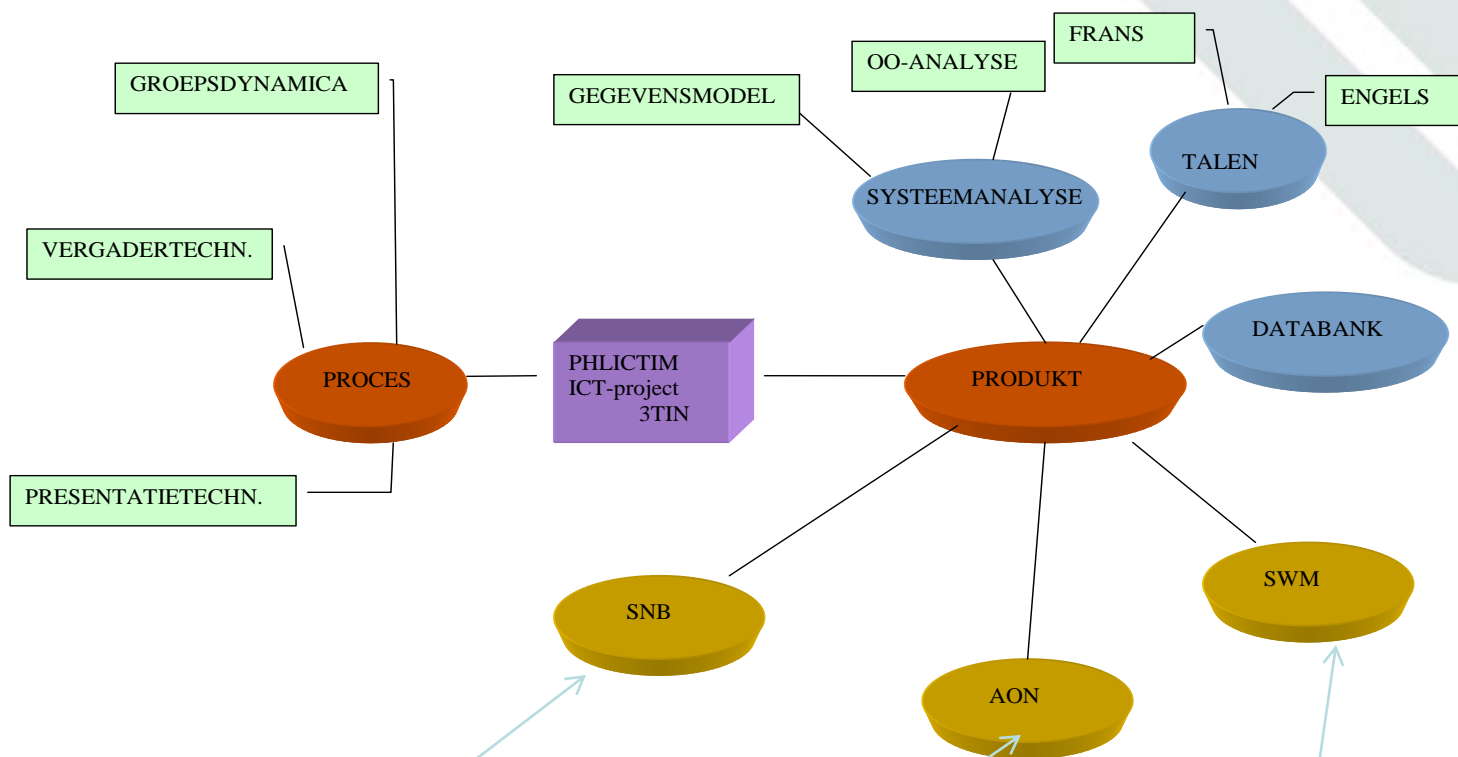 FRANS
OO-ANALYSE
GROEPSDYNAMICA
GEGEVENSMODEL
ENGELS
TALEN
SYSTEEMANALYSE
VERGADERTECHN.
DATABANK
PHLICTIM
ICT-project
3TIN
PROCES
PRODUKT
PRESENTATIETECHN.
SWM
SNB
AON